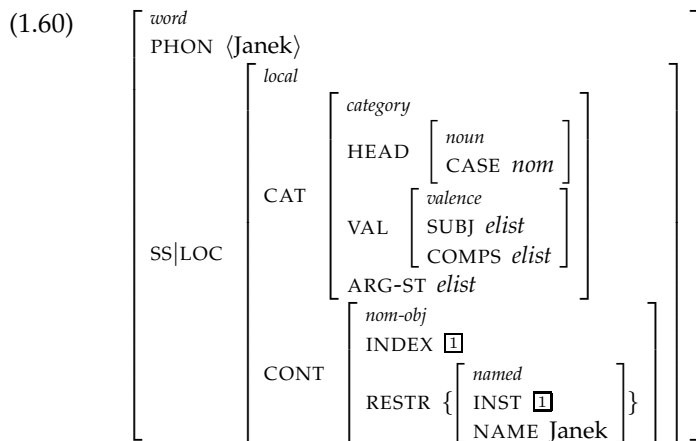 (1.60)
word
PHON ⟨Janek⟩
local
category
HEAD
noun
CASE nom
CAT
VAL
valence
SUBJ elist
COMPS elist
ARG-ST elist
SS|LOC
nom-obj
INDEX 1
CONT
RESTR {
named
INST 1
NAME Janek
}